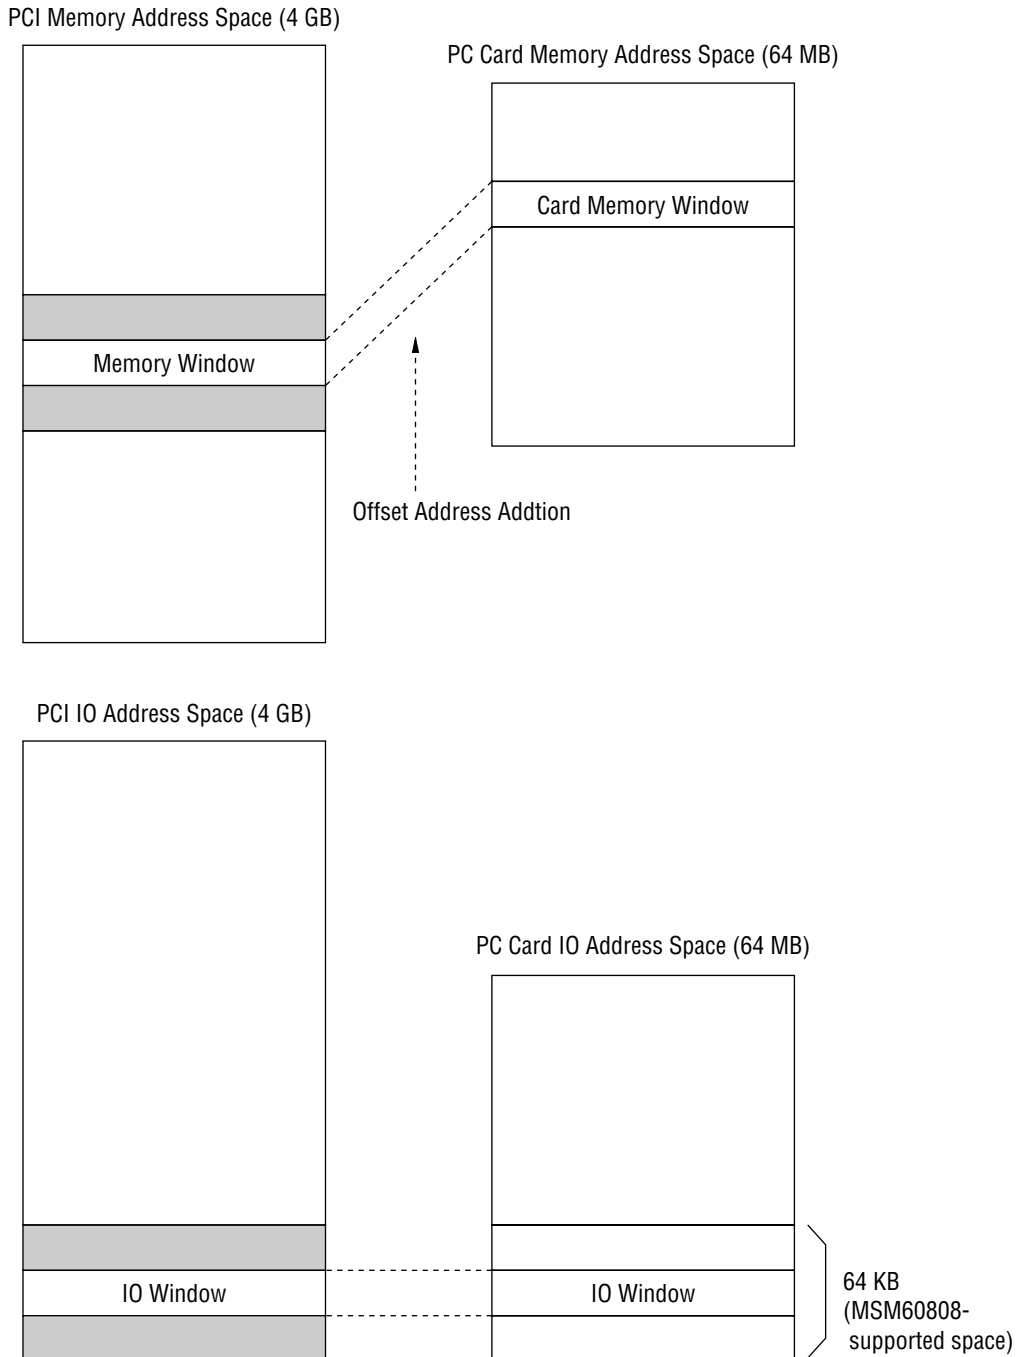 PCI Memory Address Space (4 GB)
PC Card Memory Address Space (64 MB)
Card Memory Window
Memory Window
Offset Address Addtion
PCI IO Address Space (4 GB)
PC Card IO Address Space (64 MB)
IO Window
IO Window
64 KB
(MSM60808-
supported space)